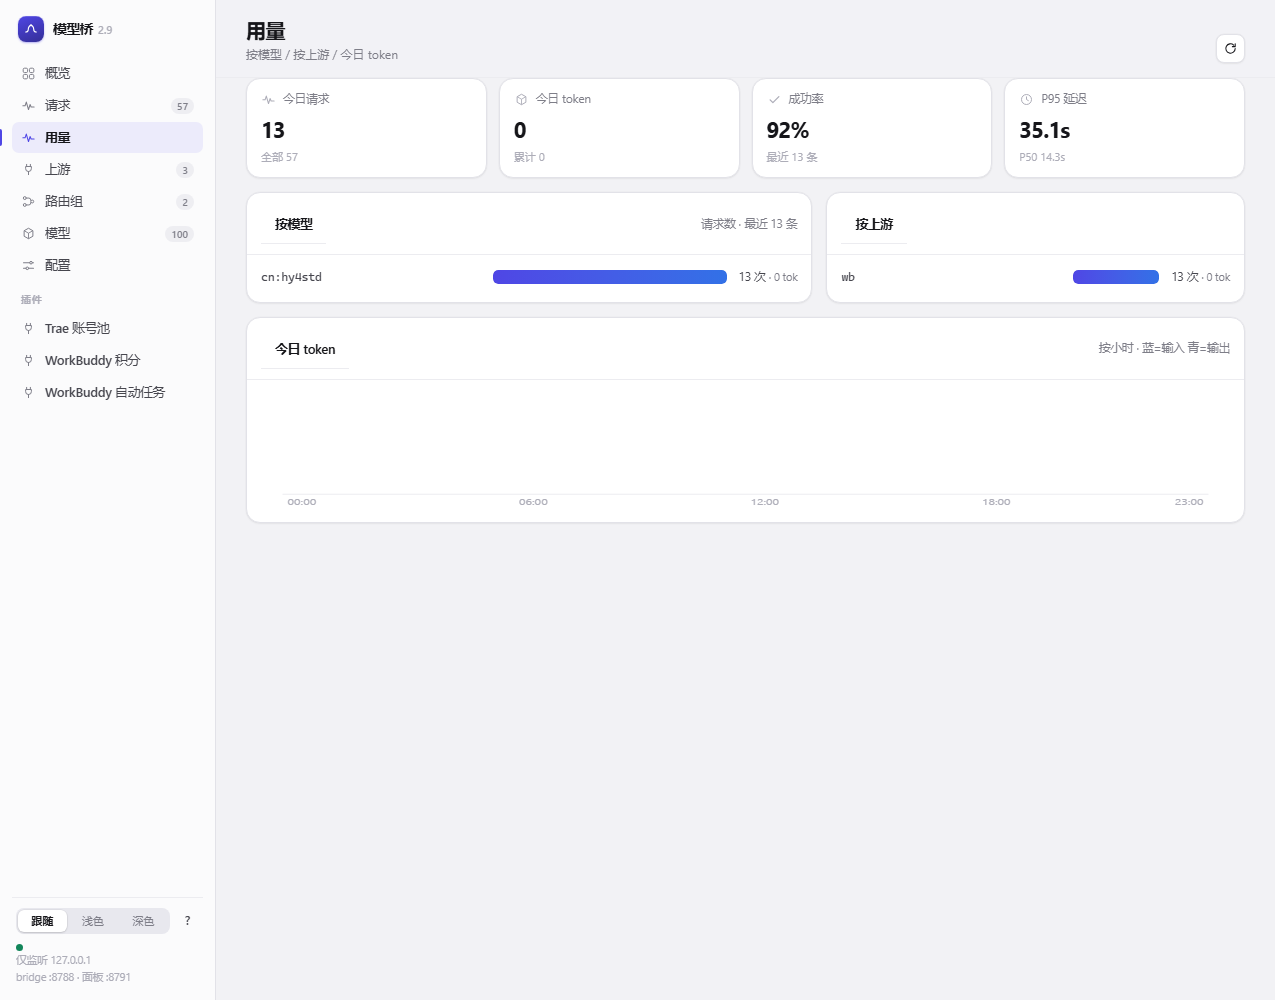 模型桥 2.9
概览
请求 57
用量
上游 3
路由组 2
模型 100
配置
插件
Trae 账号池
WorkBuddy 积分
WorkBuddy 自动任务
跟随 浅色 深色 ?
仅监听 127.0.0.1
bridge :8788 · 面板 :8791
用量
按模型 / 按上游 / 今日 token
今日请求
13
全部 57
今日 token
0
累计 0
成功率
92%
最近 13 条
P95 延迟
35.1s
P50 14.3s
按模型 请求数 · 最近 13 条
cn:hy4std 13 次 · 0 tok
按上游
wb 13 次 · 0 tok
今日 token 按小时 · 蓝=输入 青=输出
00:00 06:00 12:00 18:00 23:00